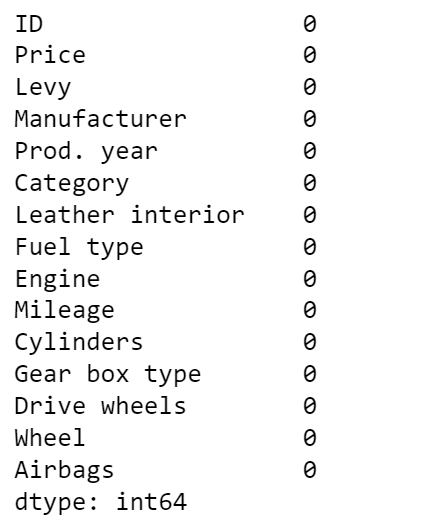 ID 0
Price 0
Levy 0
Manufacturer 0
Prod. year 0
Category 0
Leather interior 0
Fuel type 0
Engine 0
Mileage 0
Cylinders 0
Gear box type 0
Drive wheels 0
Wheel 0
Airbags 0
dtype: int64